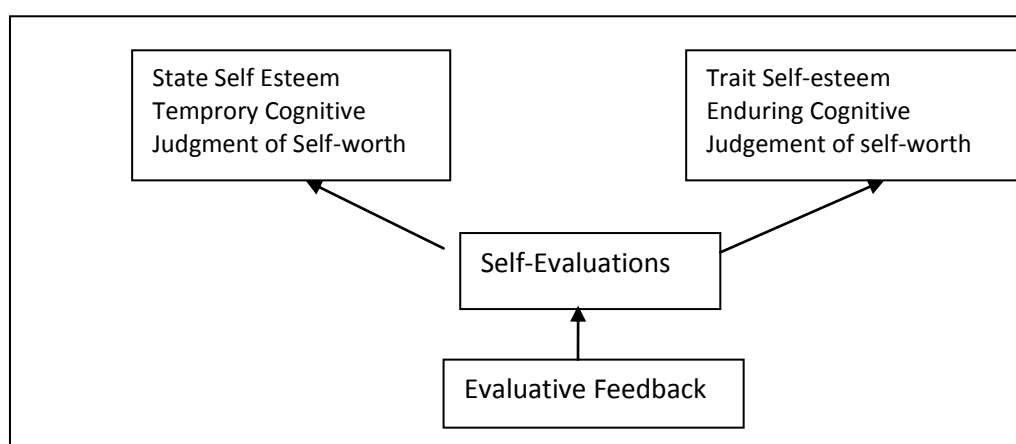 State Self Esteem
Temprory Cognitive
Judgment of Self-worth
Trait Self-esteem
Enduring Cognitive
Judgement of self-worth
Self-Evaluations
Evaluative Feedback